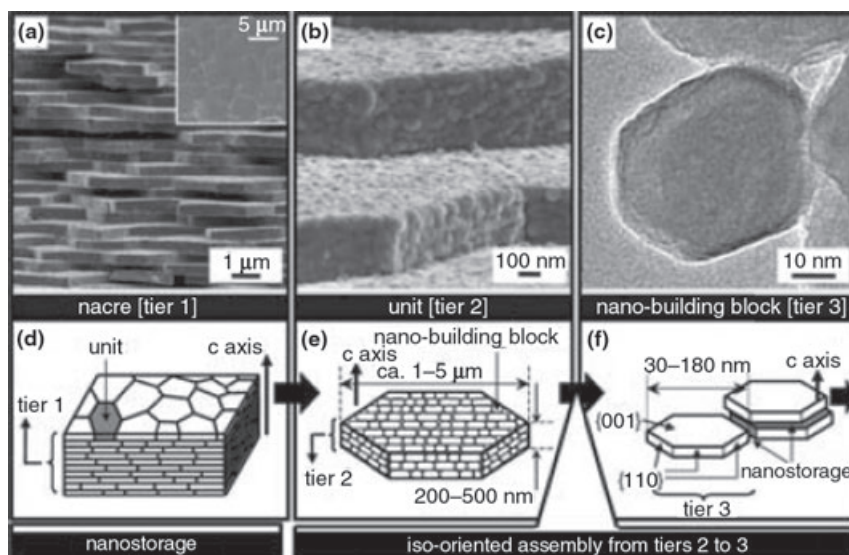 (a)
5 μm
1 μm
nacre [tier 1]
(b)
100 nm
unit [tier 2]
(c)
10 nm
nano-building block [tier 3]
(d)
unit
c axis
tier 1
nanostorage
(e)
nano-building block
c axis
ca. 1–5 μm
tier 2
200–500 nm
(f)
30–180 nm
c axis
{001}
{110}
nanostorage
tier 3
iso-oriented assembly from tiers 2 to 3